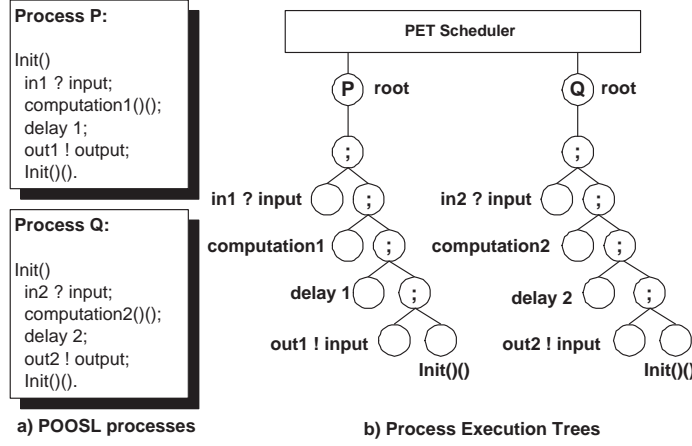 Process P:
Init()
in1 ? input;
computation1()();
delay 1;
out1 ! output;
Init()().
Process Q:
Init()
in2 ? input;
computation2()();
delay 2;
out2 ! output;
Init()().
a) POOSL processes
PET Scheduler
P root
Q root
;
;
in1 ? input ;
in2 ? input ;
computation1 ;
computation2 ;
delay 1 ;
delay 2 ;
out1 ! input
out2 ! input
Init()()
Init()()
b) Process Execution Trees